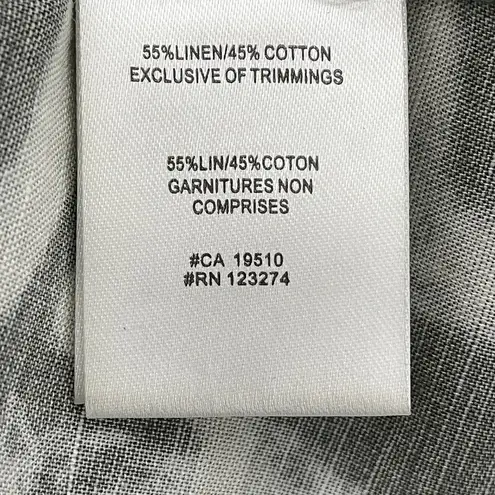 55%LINEN/45% COTTON
EXCLUSIVE OF TRIMMINGS
55%LIN/45%COTON
GARNITURES NON
COMPRISES
#CA 19510
#RN 123274